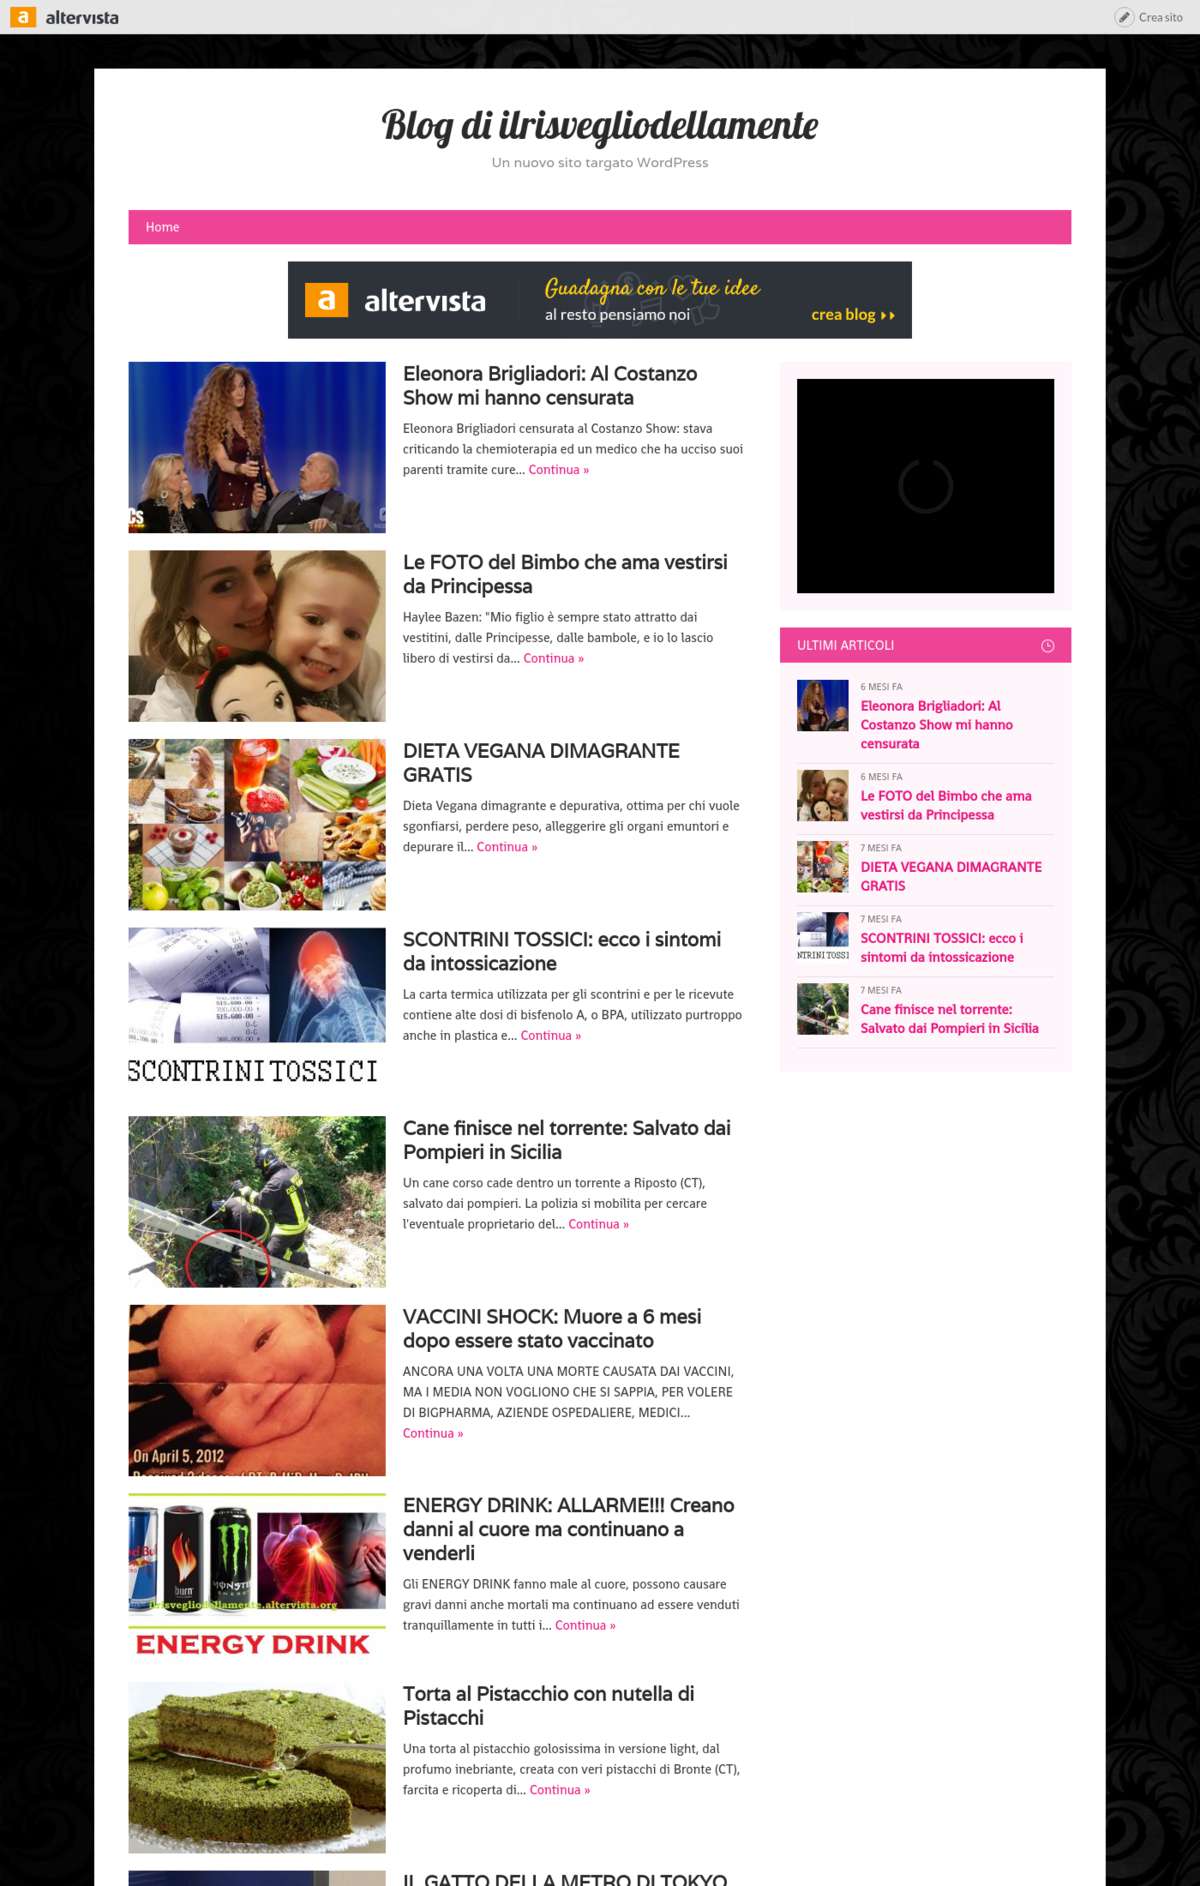 altervista
Crea sito
Blog di ilrisvegliodellamente
Un nuovo sito targato WordPress
Home
altervista
Guadagna con le tue idee
al resto pensiamo noi
crea blog
Eleonora Brigliadori: Al Costanzo
Show mi hanno censurata
Eleonora Brigliadori censurata al Costanzo Show: stava
criticando la chemioterapia ed un medico che ha ucciso suoi
parenti tramite cure... Continua »
Le FOTO del Bimbo che ama vestirsi
da Principessa
Haylee Bazen: "Mio figlio è sempre stato attratto dai
vestitini, dalle Principesse, dalle bambole, e io lo lascio
libero di vestirsi da... Continua »
DIETA VEGANA DIMAGRANTE
GRATIS
Dieta Vegana dimagrante e depurativa, ottima per chi vuole
sgonfiarsi, perdere peso, alleggerire gli organi emuntori e
depurare il... Continua »
SCONTRINI TOSSICI
SCONTRINI TOSSICI: ecco i sintomi
da intossicazione
La carta termica utilizzata per gli scontrini e per le ricevute
contiene alte dosi di bisfenolo A, o BPA, utilizzato purtroppo
anche in plastica e... Continua »
Cane finisce nel torrente: Salvato dai
Pompieri in Sicilia
Un cane corso cade dentro un torrente a Riposto (CT),
salvato dai pompieri. La polizia si mobilita per cercare
l'eventuale proprietario del... Continua »
On April 5, 2012
VACCINI SHOCK: Muore a 6 mesi
dopo essere stato vaccinato
ANCORA UNA VOLTA UNA MORTE CAUSATA DAI VACCINI,
MA I MEDIA NON VOGLIONO CHE SI SAPPIA, PER VOLERE
DI BIGPHARMA, AZIENDE OSPEDALIERE, MEDICI...
Continua »
burn
MONSTER
ilrisvegliodellamente.altervista.org
ENERGY DRINK
ENERGY DRINK: ALLARME!!! Creano
danni al cuore ma continuano a
venderli
Gli ENERGY DRINK fanno male al cuore, possono causare
gravi danni anche mortali ma continuano ad essere venduti
tranquillamente in tutti i... Continua »
Torta al Pistacchio con nutella di
Pistacchi
Una torta al pistacchio golosissima in versione light, dal
profumo inebriante, creata con veri pistacchi di Bronte (CT),
farcita e ricoperta di... Continua »
IL GATTO DELLA METRO DI TOKYO
ULTIMI ARTICOLI
6 MESI FA
Eleonora Brigliadori: Al
Costanzo Show mi hanno
censurata
6 MESI FA
Le FOTO del Bimbo che ama
vestirsi da Principessa
7 MESI FA
DIETA VEGANA DIMAGRANTE
GRATIS
7 MESI FA
SCONTRINI TOSSICI: ecco i
sintomi da intossicazione
7 MESI FA
Cane finisce nel torrente:
Salvato dai Pompieri in Sicilia